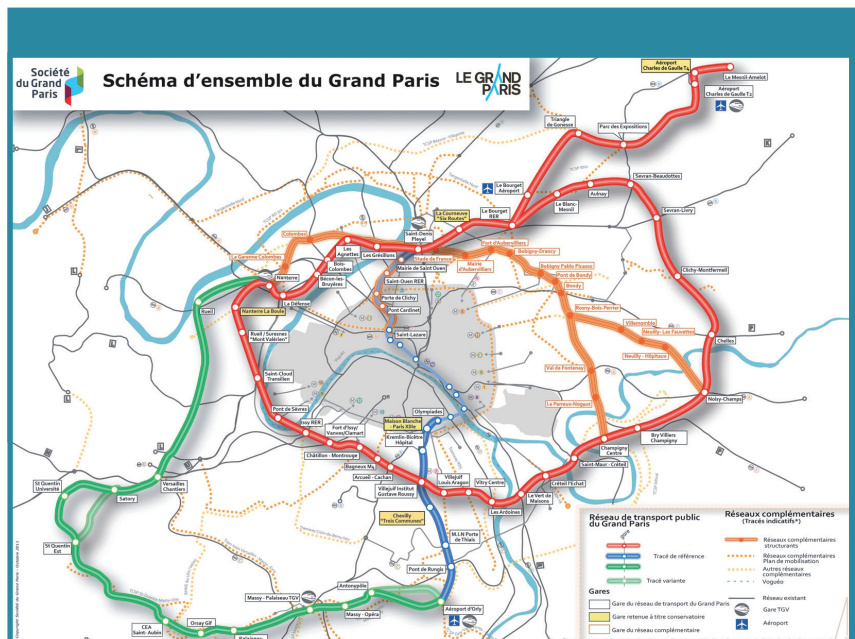 Société
du Grand
Paris
Schéma d'ensemble du Grand Paris
LE GRAND
PARIS
Aéroport
Charles de Gaulle T4
Le Mesnil-Amelot
Aéroport
Charles de Gaulle T2
Triangle
de Gonesse
Parc des Expositions
Le Bourget
Aéroport
Sevran-Beaudottes
Aulnay
Le Blanc-
Mesnil
Sevran-Livry
La Courneuve
"Six Routes"
Le Bourget
RER
Saint-Denis
Pleyel
Colombes
La Garenne Colombes
Les
Agnettes
Les Grésillons
Stade de France
Mairie
d'Aubervilliers
Fort d'Aubervilliers
Bobigny-Drancy
Bobigny Pablo Picasse
Pont de Bondy
Bondy
Clichy-Montfermeil
Bois-
Colombes
Bécon-les-
Bruyères
Mairie de Saint Ouen
Saint-Ouen RER
Porte de Clichy
Pont Cardinet
Nanterre
La Défense
Nanterre La Boule
Rueil
Rosny-Bois-Perrier
Villemomble
Neuilly- Les Fauvettes
Neuilly - Hôpitaux
Chelles
Saint-Lazare
Rueil / Suresnes
"Mont Valérien"
Saint-Cloud
Transilien
Val de Fontenay
Le Perreux-Nogent
Noisy-Champs
Pont de Sèvres
Issy RER
Fort d'Issy/
Vanves/Clamart
Châtillon - Montrouge
Bagneux M4
Arcueil - Cachan
Villejuif Institut
Gustave Roussy
Olympiades
Maison Blanche
- Paris XIIIe
Kremlin-Bicêtre
Hôpital
Villejuif
Louis Aragon
Vitry Centre
Les Ardoines
Le Vert de
Maisons
Créteil l'Echat
Saint-Maur - Créteil
Champigny
Centre
Bry Villiers
Champigny
St Quentin
Université
Satory
Versailles
Chantiers
St Quentin
Est
Chevilly
"Trois Communes"
M.I.N Porte
de Thiais
Pont de Rungis
Aéroport d'Orly
Antonypôle
Massy - Palaiseau TGV
Massy - Opéra
CEA
Saint- Aubin
Orsay Gif
Palaiseau
Réseau de transport public
du Grand Paris
Tracé de référence
Tracé variante
Gares
Gare du réseau de transport du Grand Paris
Gare retenue à titre conservatoire
Gare du réseau complémentaire
Réseaux complémentaires
(Tracés indicatifs*)
Réseaux complémentaires
structurants
Réseaux complémentaires
Plan de mobilisation
Autres réseaux
complémentaires
Voguéo
Réseau existant
Gare TGV
Aéroport